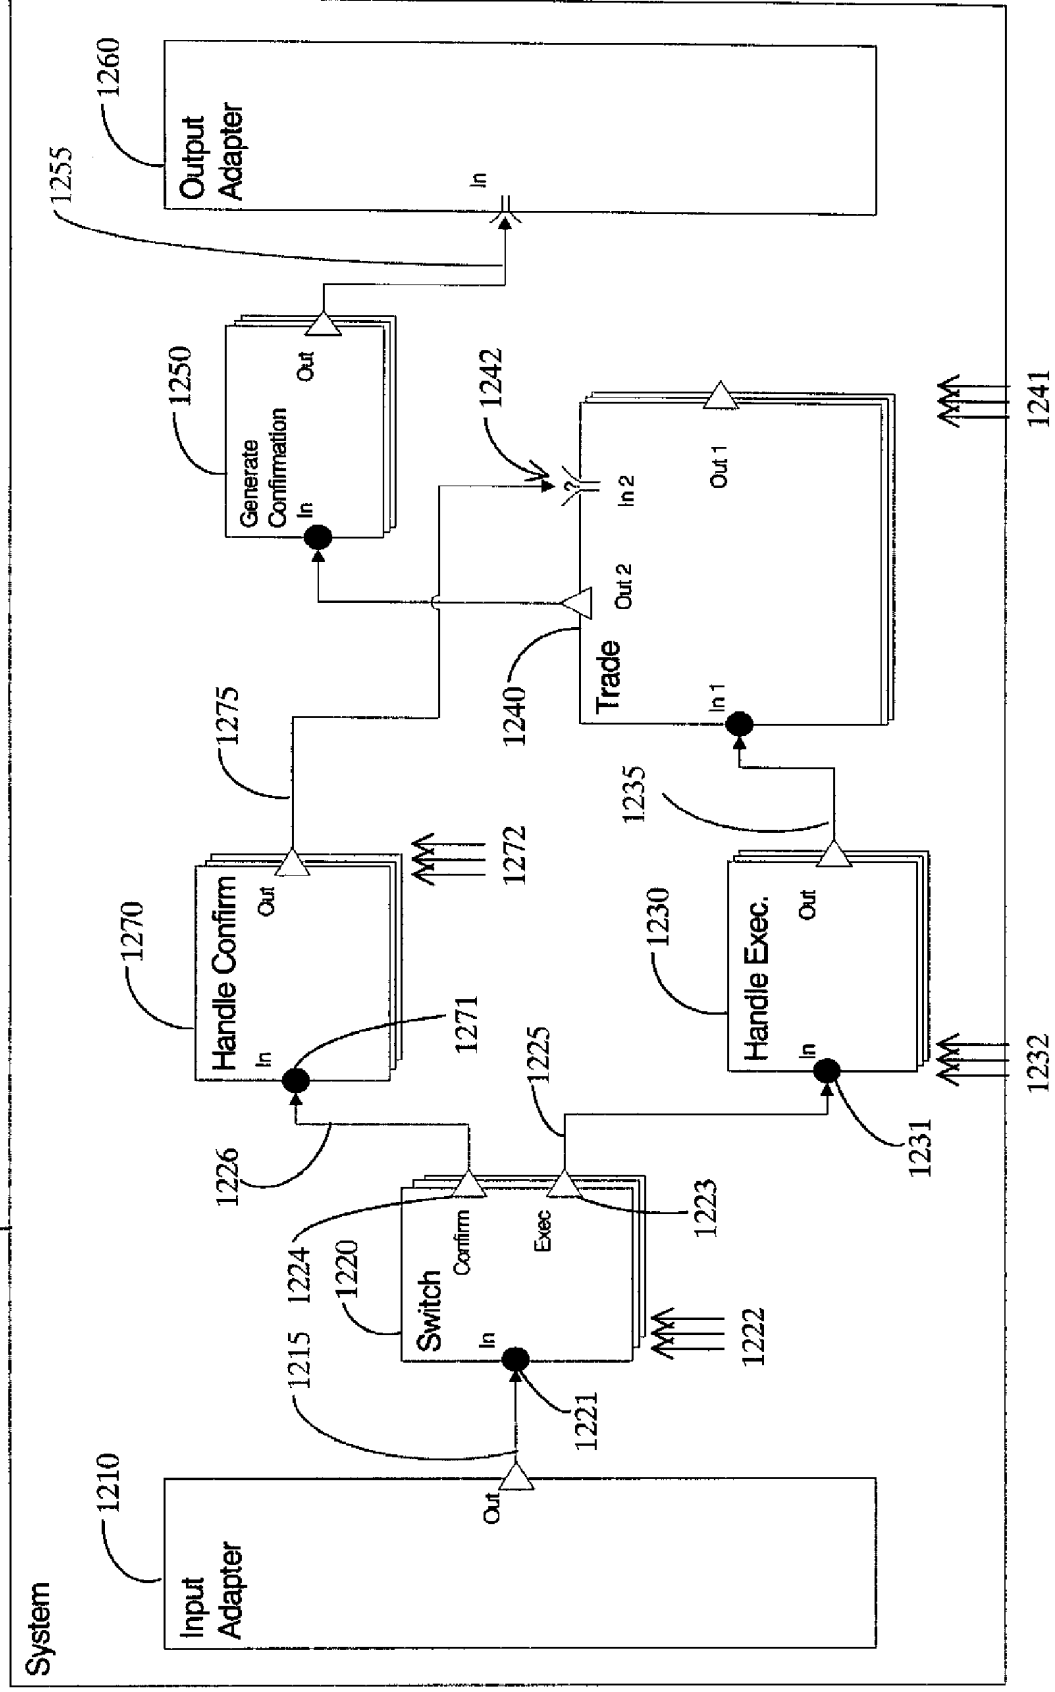 System
Input
Adapter
Out
1210
1215
Switch
In
Confirm
Exec
1220
1221
1222
1223
1224
1225
1226
Handle Confirm
In
Out
1270
1271
1272
1275
Handle Exec.
In
Out
1230
1231
1232
1235
Trade
In 1
Out 2
In 2
?
Out 1
1240
1242
1241
Generate
Confirmation
In
Out
1250
1255
Output
Adapter
In
1260